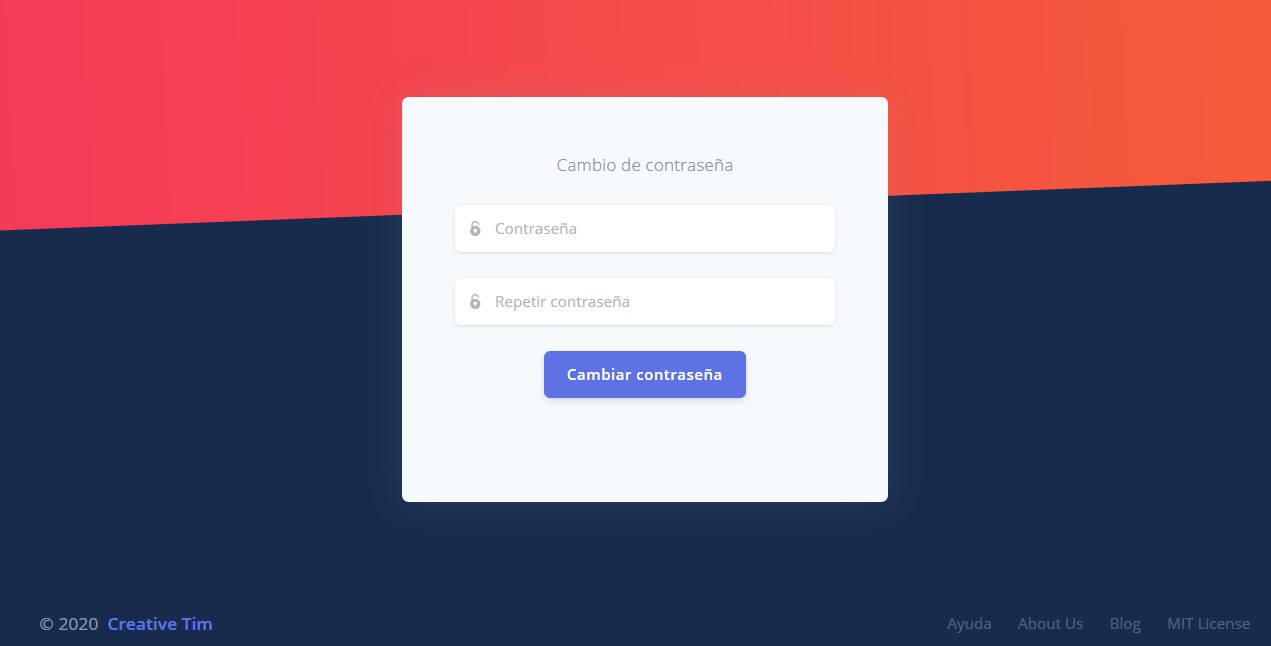 Cambio de contraseña
Contraseña
Repetir contraseña
Cambiar contraseña
© 2020 Creative Tim
Ayuda About Us Blog MIT License